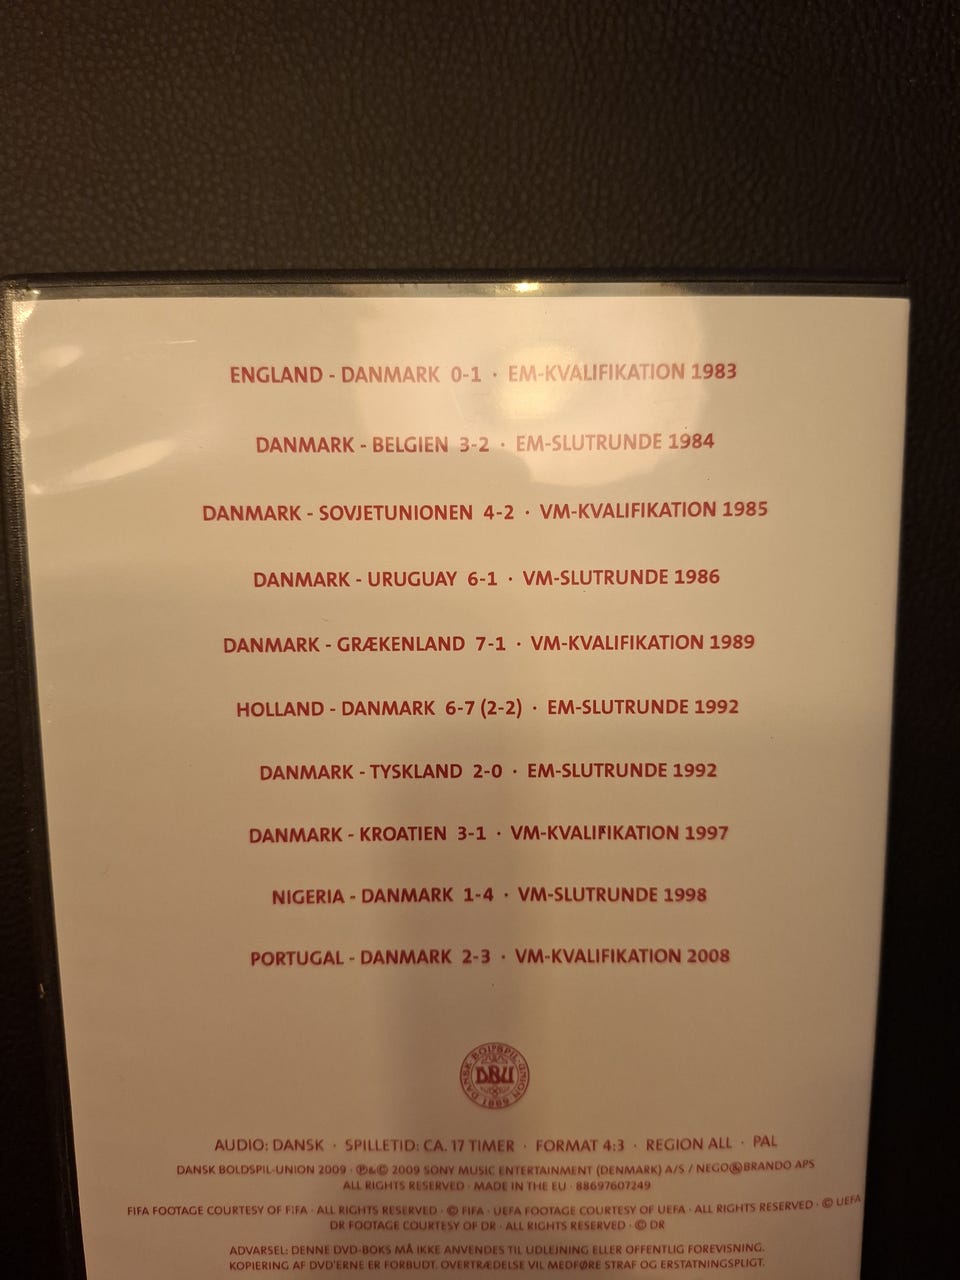 ENGLAND - DANMARK 0-1 · EM-KVALIFIKATION 1983
DANMARK - BELGIEN 3-2 · EM-SLUTRUNDE 1984
DANMARK - SOVJETUNIONEN 4-2 · VM-KVALIFIKATION 1985
DANMARK - URUGUAY 6-1 · VM-SLUTRUNDE 1986
DANMARK - GRÆKENLAND 7-1 · VM-KVALIFIKATION 1989
HOLLAND - DANMARK 6-7 (2-2) · EM-SLUTRUNDE 1992
DANMARK - TYSKLAND 2-0 · EM-SLUTRUNDE 1992
DANMARK - KROATIEN 3-1 · VM-KVALIFIKATION 1997
NIGERIA - DANMARK 1-4 · VM-SLUTRUNDE 1998
PORTUGAL - DANMARK 2-3 · VM-KVALIFIKATION 2008
DANSK BOLDSPIL-UNION
DBU
1889
AUDIO: DANSK · SPILLETID: CA. 17 TIMER · FORMAT 4:3 · REGION ALL · PAL
DANSK BOLDSPIL-UNION 2009 · ℗&© 2009 SONY MUSIC ENTERTAINMENT (DENMARK) A/S / NEGO&BRANDO APS
ALL RIGHTS RESERVED · MADE IN THE EU · 88697607249
FIFA FOOTAGE COURTESY OF FIFA · ALL RIGHTS RESERVED · © FIFA · UEFA FOOTAGE COURTESY OF UEFA · ALL RIGHTS RESERVED · © UEFA
DR FOOTAGE COURTESY OF DR · ALL RIGHTS RESERVED · © DR
ADVARSEL: DENNE DVD-BOKS MÅ IKKE ANVENDES TIL UDLEJNING ELLER OFFENTLIG FOREVISNING.
KOPIERING AF DVD'ERNE ER FORBUDT. OVERTRÆDELSE VIL MEDFØRE STRAF OG ERSTATNINGSPLIGT.